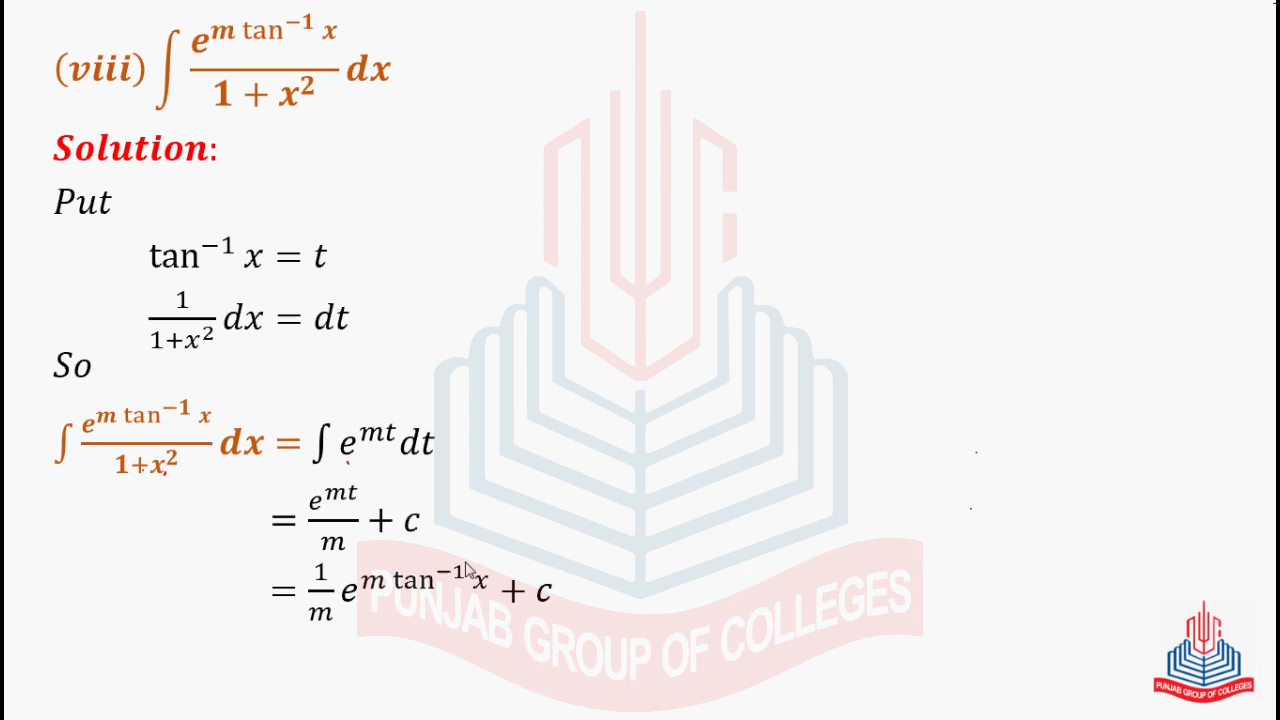 (viii) ∫ e^{m tan⁻¹ x} / (1 + x²) dx
Solution:
Put
tan⁻¹ x = t
1/(1+x²) dx = dt
So
∫ e^{m tan⁻¹ x} / (1+x²) dx = ∫ e^{mt} dt
= e^{mt}/m + c
= 1/m e^{m tan⁻¹ x} + c
PUNJAB GROUP OF COLLEGES
PUNJAB GROUP OF COLLEGES